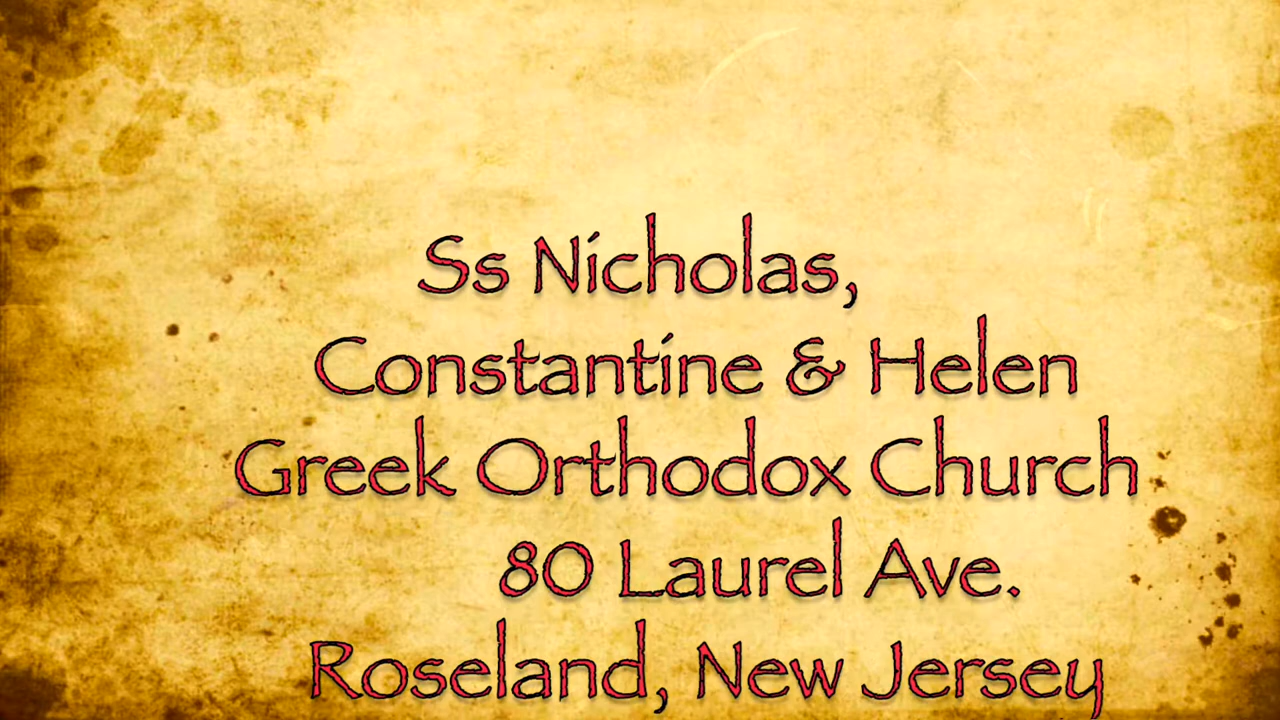 Ss Nicholas,
Constantine & Helen
Greek Orthodox Church
80 Laurel Ave.
Roseland, New Jersey